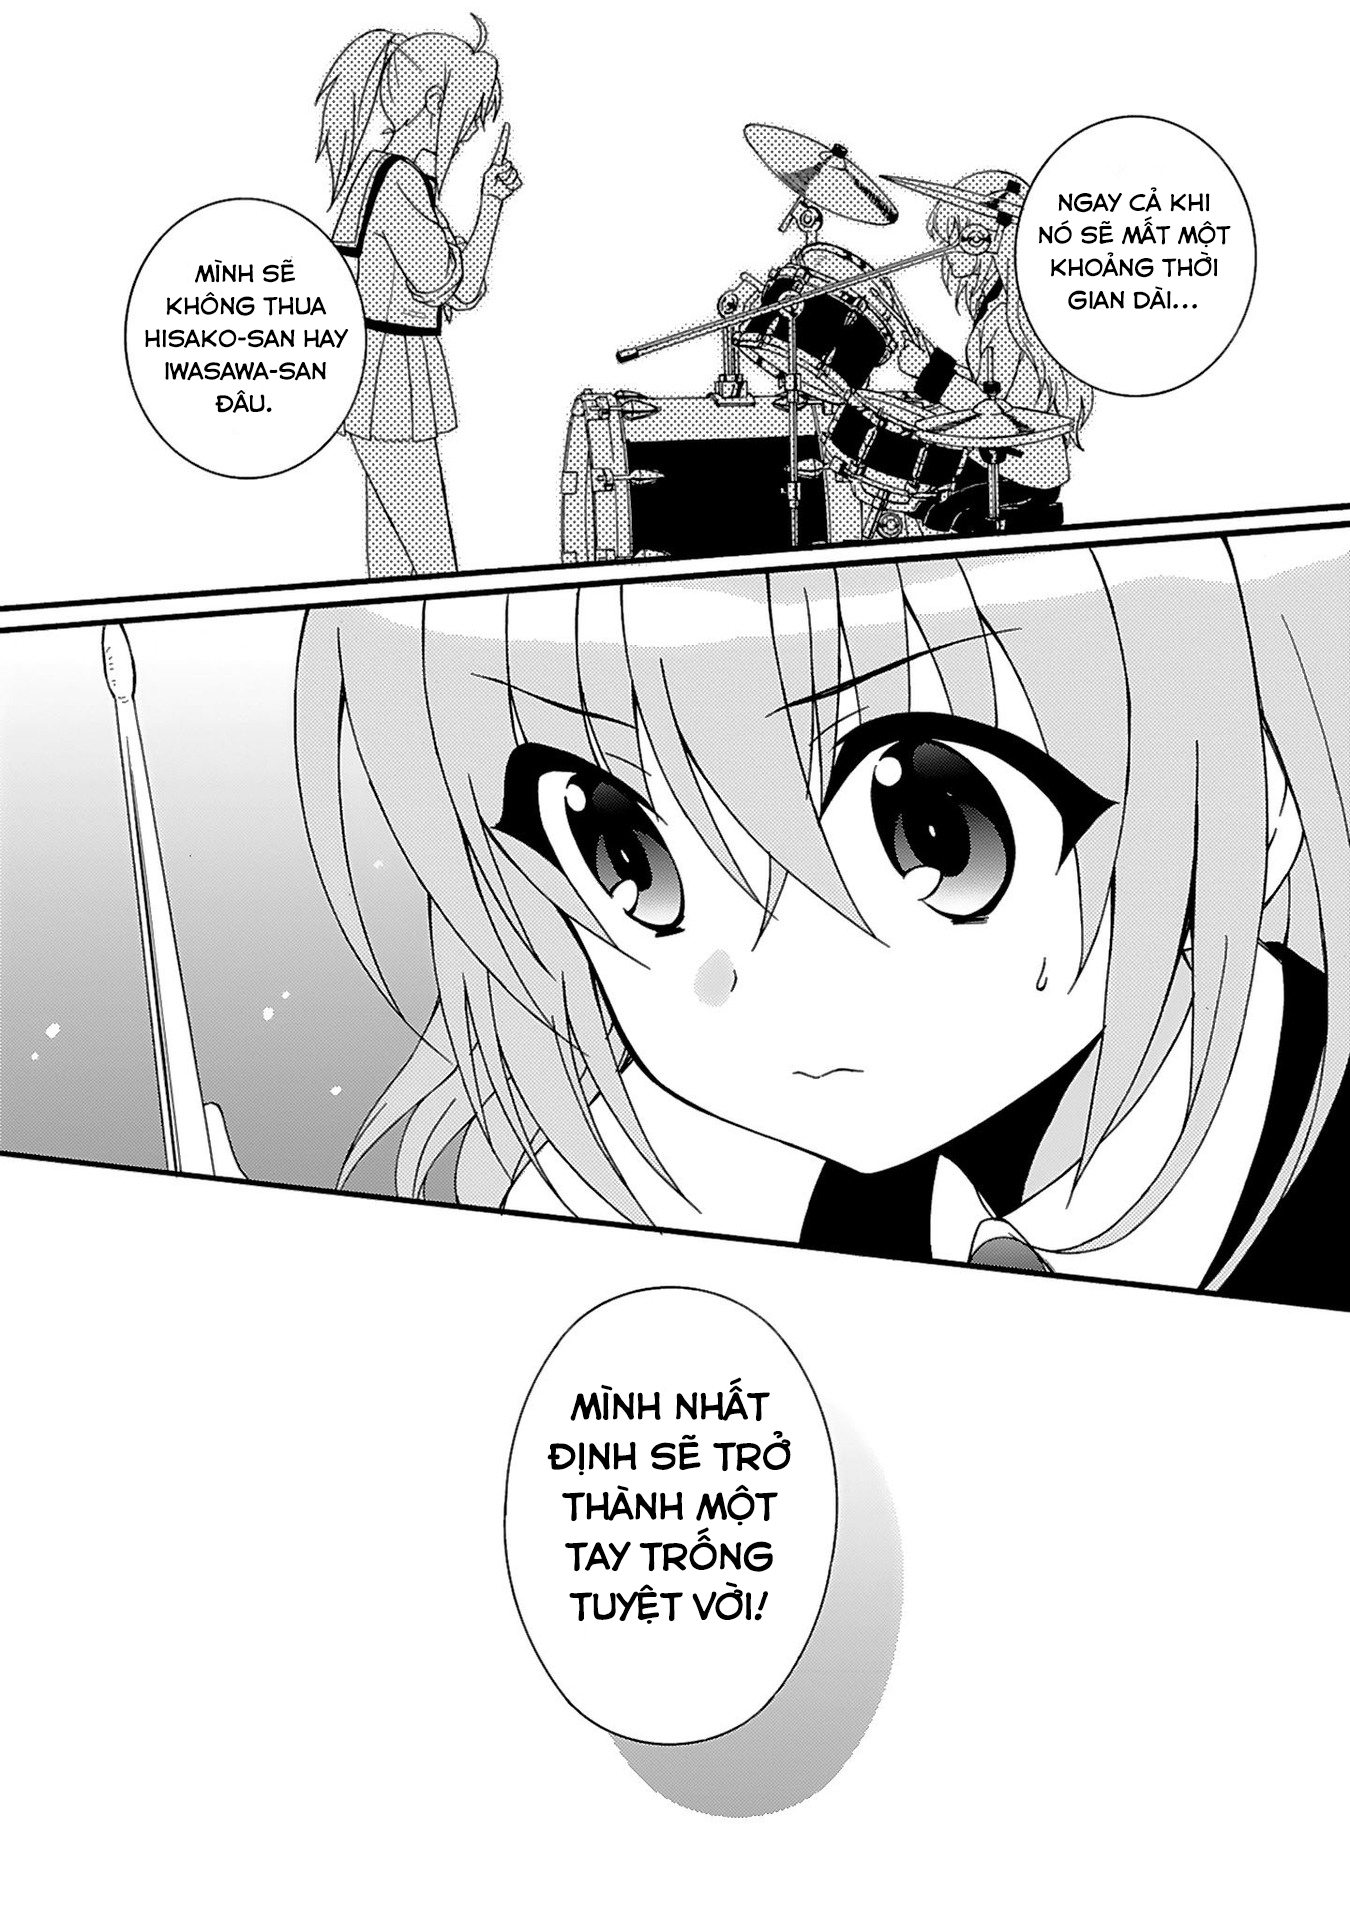 NGAY CẢ KHI
NÓ SẼ MẤT MỘT
KHOẢNG THỜI
GIAN DÀI...
MÌNH SẼ
KHÔNG THUA
HISAKO-SAN HAY
IWASAWA-SAN
ĐÂU.
MÌNH NHẤT
ĐỊNH SẼ TRỞ
THÀNH MỘT
TAY TRỐNG
TUYỆT VỜI!